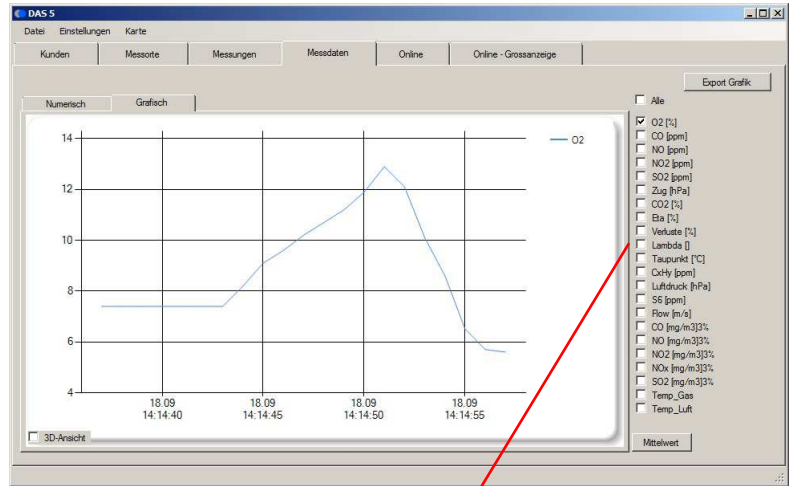 DAS 5
Datei Einstellungen Karte
Kunden Messorte Messungen Messdaten Online Online - Grossanzeige
Export Grafik
Numerisch Grafisch
Alle
O2 [%]
CO [ppm]
NO [ppm]
NO2 [ppm]
SO2 [ppm]
Zug [hPa]
CO2 [%]
Eta [%]
Verluste [%]
Lambda []
Taupunkt [°C]
CxHy [ppm]
Luftdruck [hPa]
S6 [ppm]
Flow [m/s]
CO [mg/m3]3%
NO [mg/m3]3%
NO2 [mg/m3]3%
NOx [mg/m3]3%
SO2 [mg/m3]3%
Temp_Gas
Temp_Luft
Mittelwert
O2
14
12
10
8
6
4
18.09 18.09 18.09 18.09
14:14:40 14:14:45 14:14:50 14:14:55
3D-Ansicht